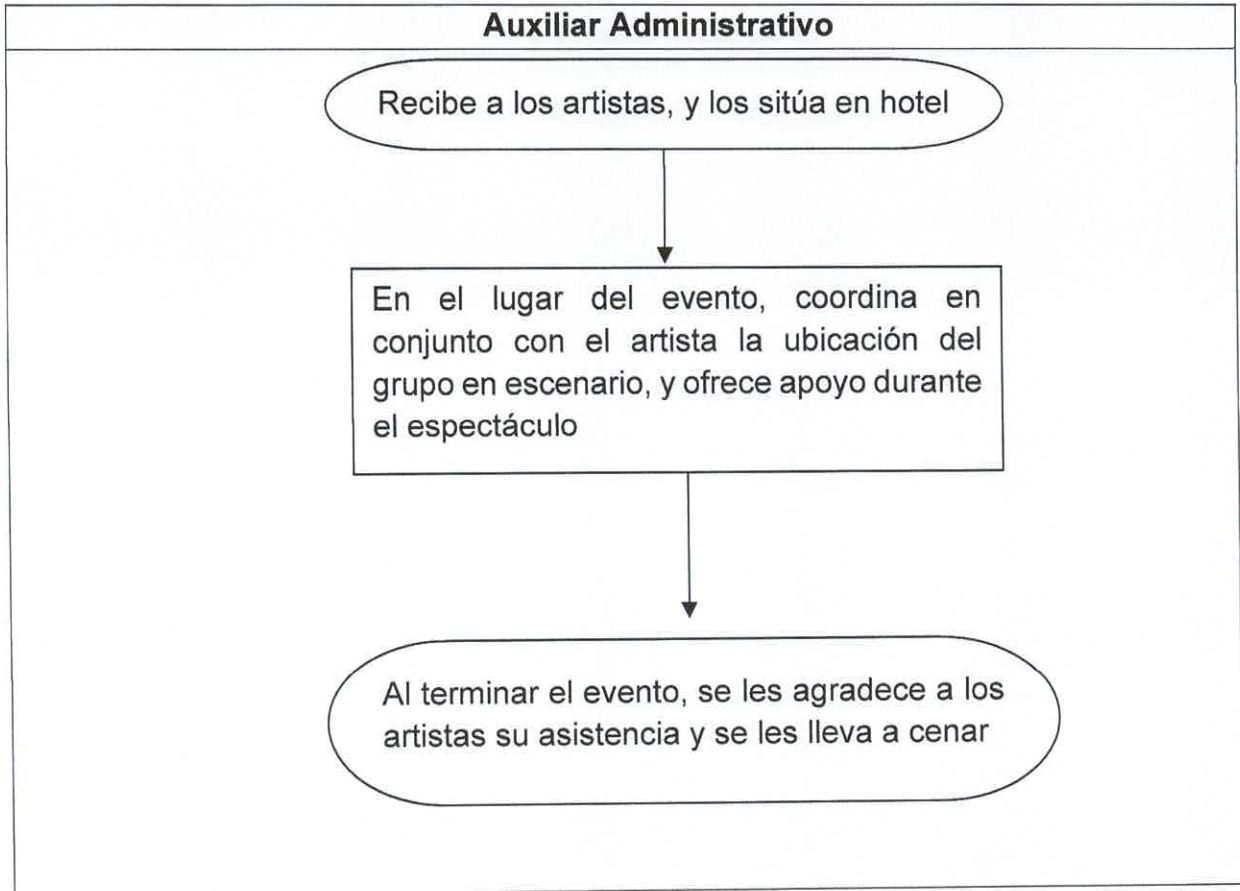 Auxiliar Administrativo
Recibe a los artistas, y los sitúa en hotel
En el lugar del evento, coordina en
conjunto con el artista la ubicación del
grupo en escenario, y ofrece apoyo durante
el espectáculo
Al terminar el evento, se les agradece a los
artistas su asistencia y se les lleva a cenar